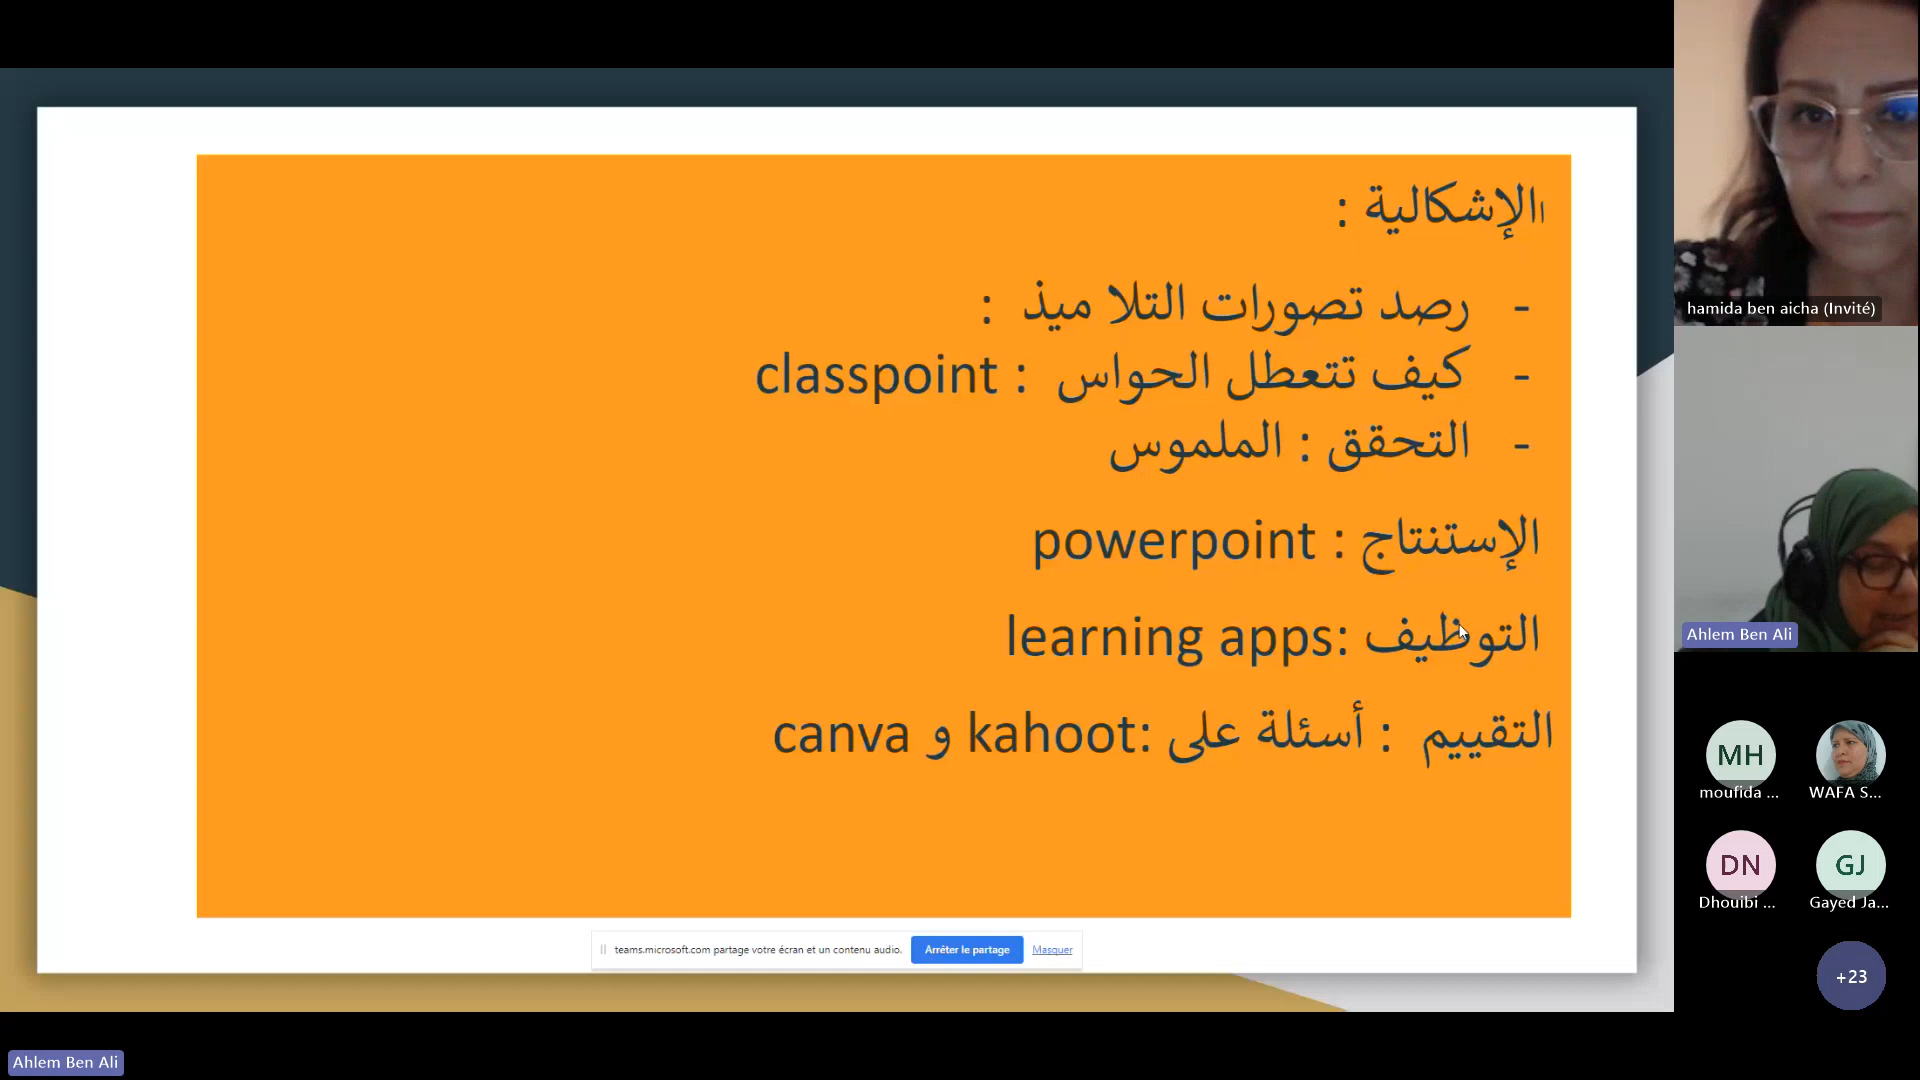 االإشكالية :
- رصد تصورات التلا ميذ :
- كيف تتعطل الحواس : classpoint
- التحقق : الملموس
الإستنتاج : powerpoint
التوظيف :learning apps
التقييم : أسئلة على :kahoot و canva
teams.microsoft.com partage votre écran et un contenu audio. Arrêter le partage Masquer
hamida ben aicha (Invité)
Ahlem Ben Ali
MH
moufida ...
WAFA S...
DN
Dhouibi ...
GJ
Gayed Ja...
+23
Ahlem Ben Ali